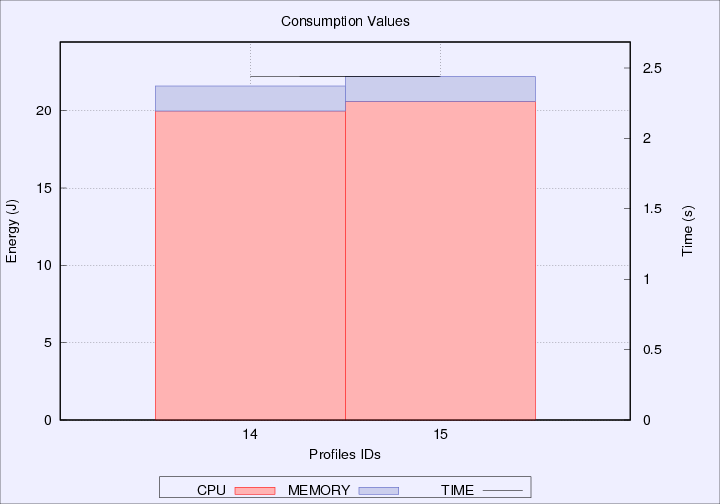 Consumption Values
Energy (J)
20
15
10
5
0
2.5
2
1.5
1
0.5
0
Time (s)
14 15
Profiles IDs
CPU MEMORY TIME